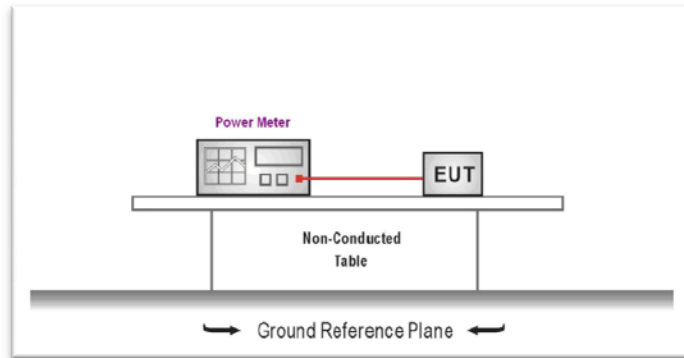 Power Meter
EUT
Non-Conducted
Table
Ground Reference Plane